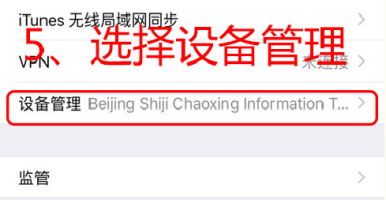 iTunes 无线局域网同步
5、选择设备管理
VPN 未连接
设备管理 Beijing Shiji Chaoxing Information T...
监管